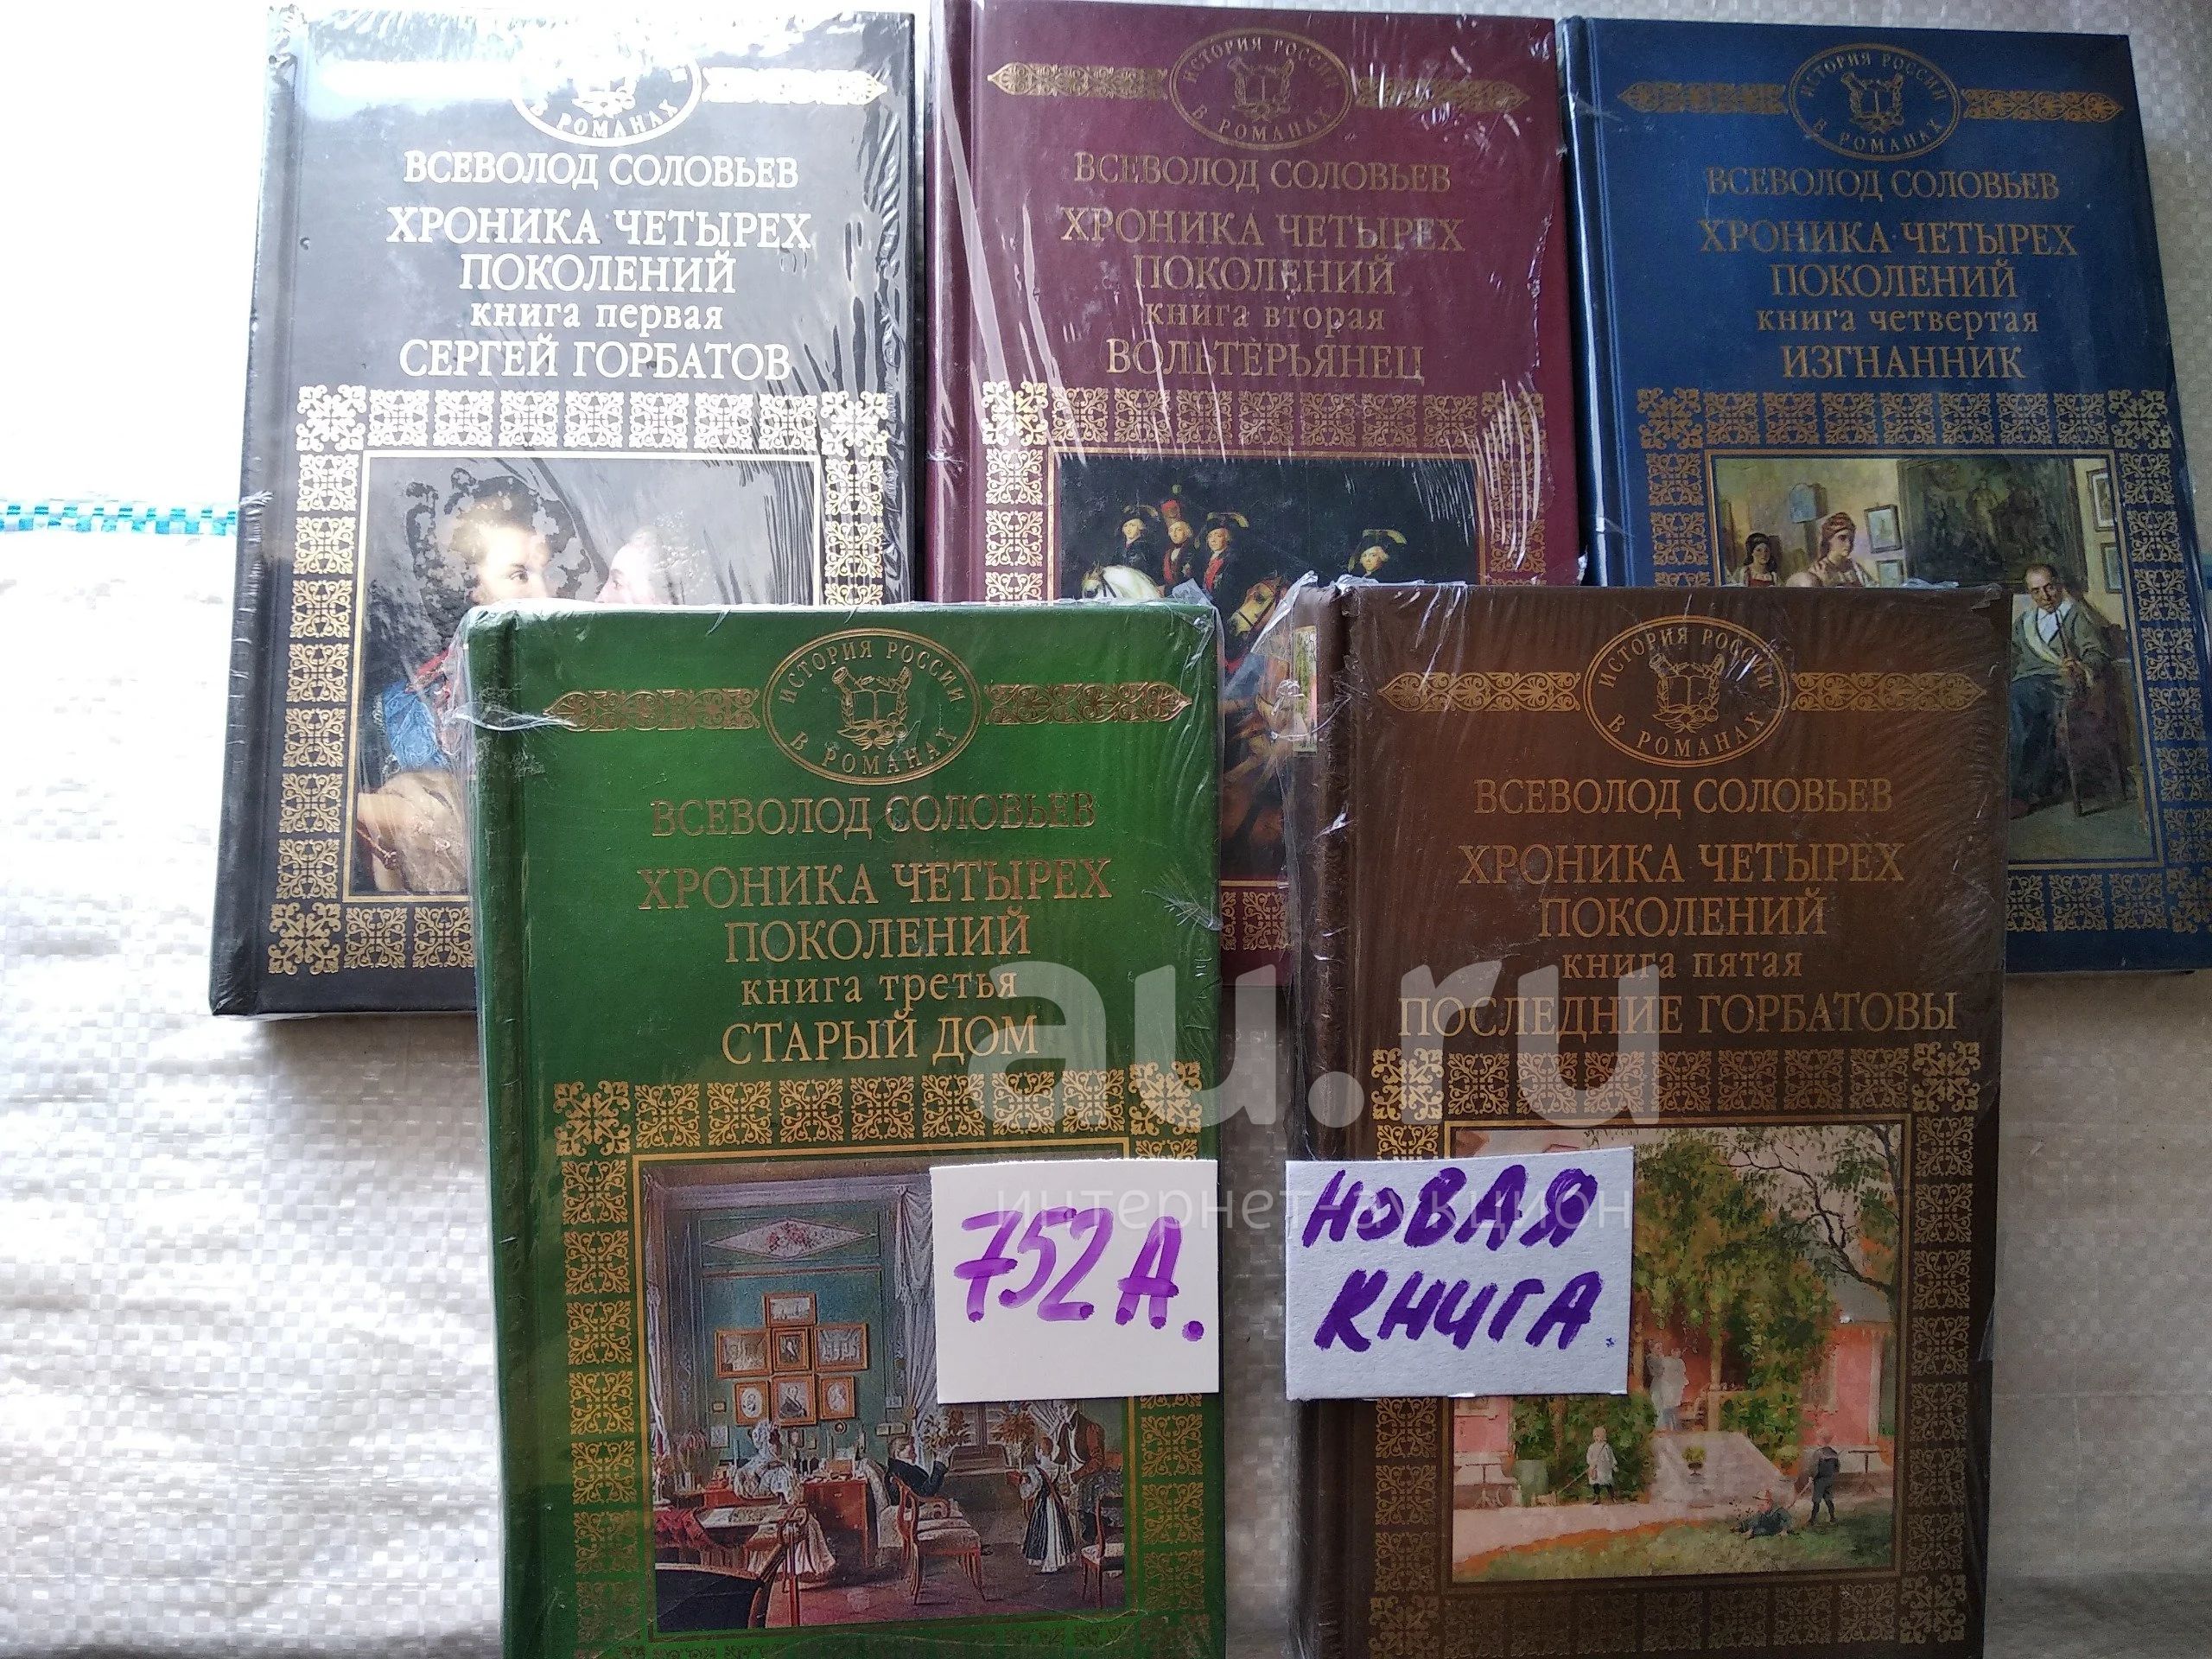 В РОМАНАХ
ВСЕВОЛОД СОЛОВЬЕВ
ХРОНИКА ЧЕТЫРЕХ
ПОКОЛЕНИЙ
книга первая
СЕРГЕЙ ГОРБАТОВ
ИСТОРИЯ РОССИИ
В РОМАНАХ
ВСЕВОЛОД СОЛОВЬЕВ
ХРОНИКА ЧЕТЫРЕХ
ПОКОЛЕНИЙ
книга вторая
ВОЛЬТЕРЬЯНЕЦ
ИСТОРИЯ РОССИИ
В РОМАНАХ
ВСЕВОЛОД СОЛОВЬЕВ
ХРОНИКА ЧЕТЫРЕХ
ПОКОЛЕНИЙ
книга четвертая
ИЗГНАННИК
ИСТОРИЯ РОССИИ
В РОМАНАХ
ВСЕВОЛОД СОЛОВЬЕВ
ХРОНИКА ЧЕТЫРЕХ
ПОКОЛЕНИЙ
книга третья
СТАРЫЙ ДОМ
ИСТОРИЯ РОССИИ
В РОМАНАХ
ВСЕВОЛОД СОЛОВЬЕВ
ХРОНИКА ЧЕТЫРЕХ
ПОКОЛЕНИЙ
книга пятая
ПОСЛЕДНИЕ ГОРБАТОВЫ
au.ru
интернет-аукцион
752А.
НОВАЯ
КНИГА.